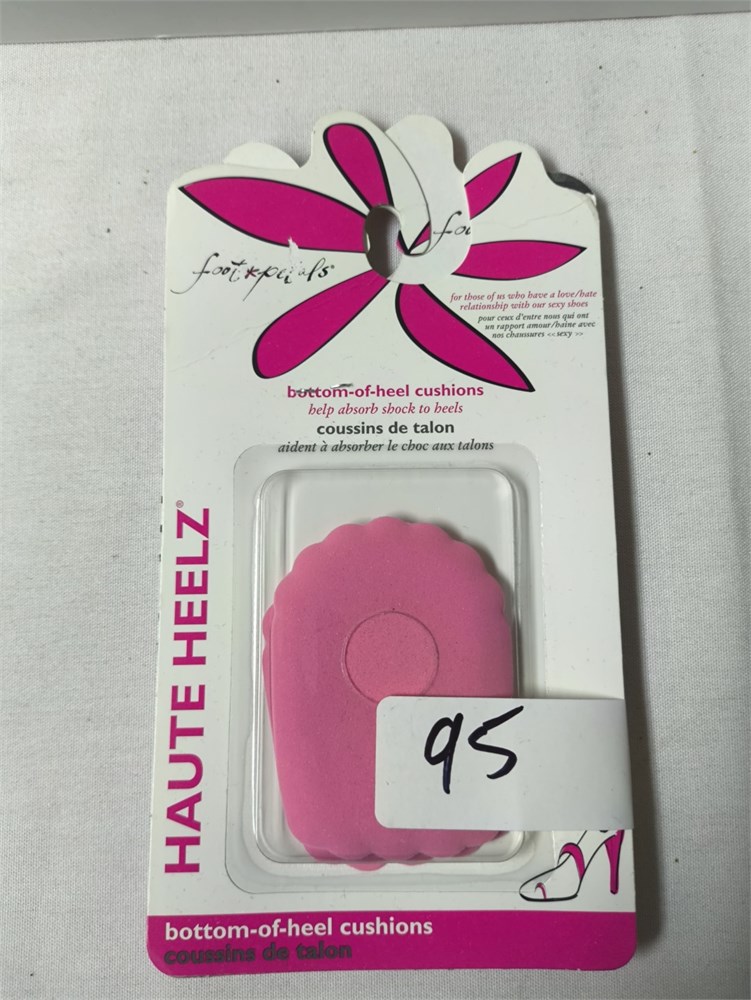 foot petals®
fo
for those of us who have a love/hate
relationship with our sexy shoes
pour ceux d'entre nous qui ont
un rapport amour/haine avec
nos chaussures «sexy»
bottom-of-heel cushions
help absorb shock to heels
coussins de talon
aident à absorber le choc aux talons
HAUTE HEELZ®
95
bottom-of-heel cushions
coussins de talon